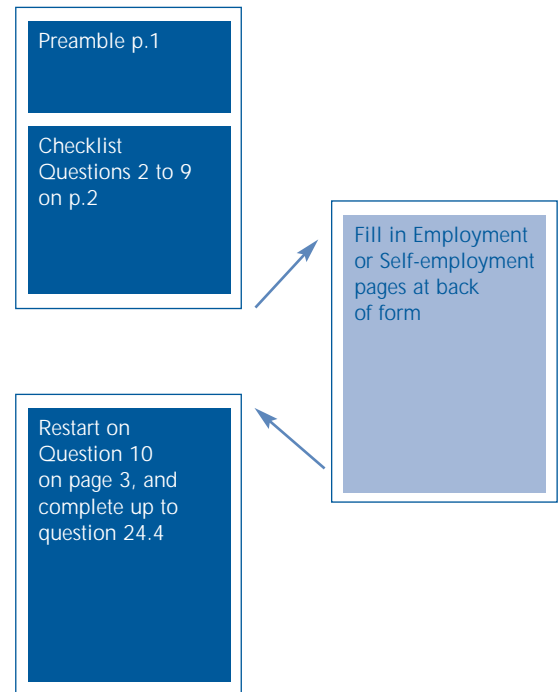 Preamble p.1
Checklist
Questions 2 to 9
on p.2
Fill in Employment
or Self-employment
pages at back
of form
Restart on
Question 10
on page 3, and
complete up to
question 24.4